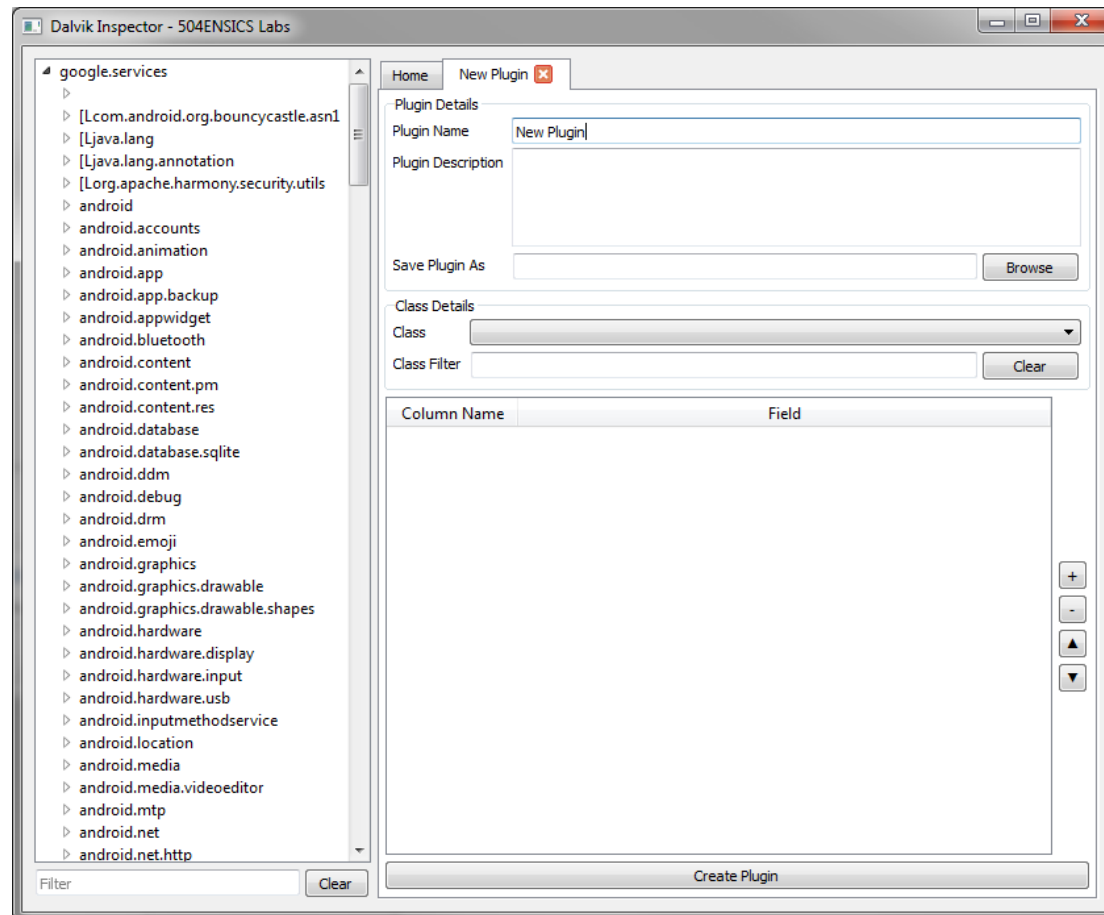 Dalvik Inspector - 504ENSICS Labs
google.services
[Lcom.android.org.bouncycastle.asn1
[Ljava.lang
[Ljava.lang.annotation
[Lorg.apache.harmony.security.utils
android
android.accounts
android.animation
android.app
android.app.backup
android.appwidget
android.bluetooth
android.content
android.content.pm
android.content.res
android.database
android.database.sqlite
android.ddm
android.debug
android.drm
android.emoji
android.graphics
android.graphics.drawable
android.graphics.drawable.shapes
android.hardware
android.hardware.display
android.hardware.input
android.hardware.usb
android.inputmethodservice
android.location
android.media
android.media.videoeditor
android.mtp
android.net
android.net.http
Filter Clear
Home New Plugin
Plugin Details
Plugin Name New Plugin
Plugin Description
Save Plugin As Browse
Class Details
Class
Class Filter Clear
Column Name Field
+
-
▲
▼
Create Plugin